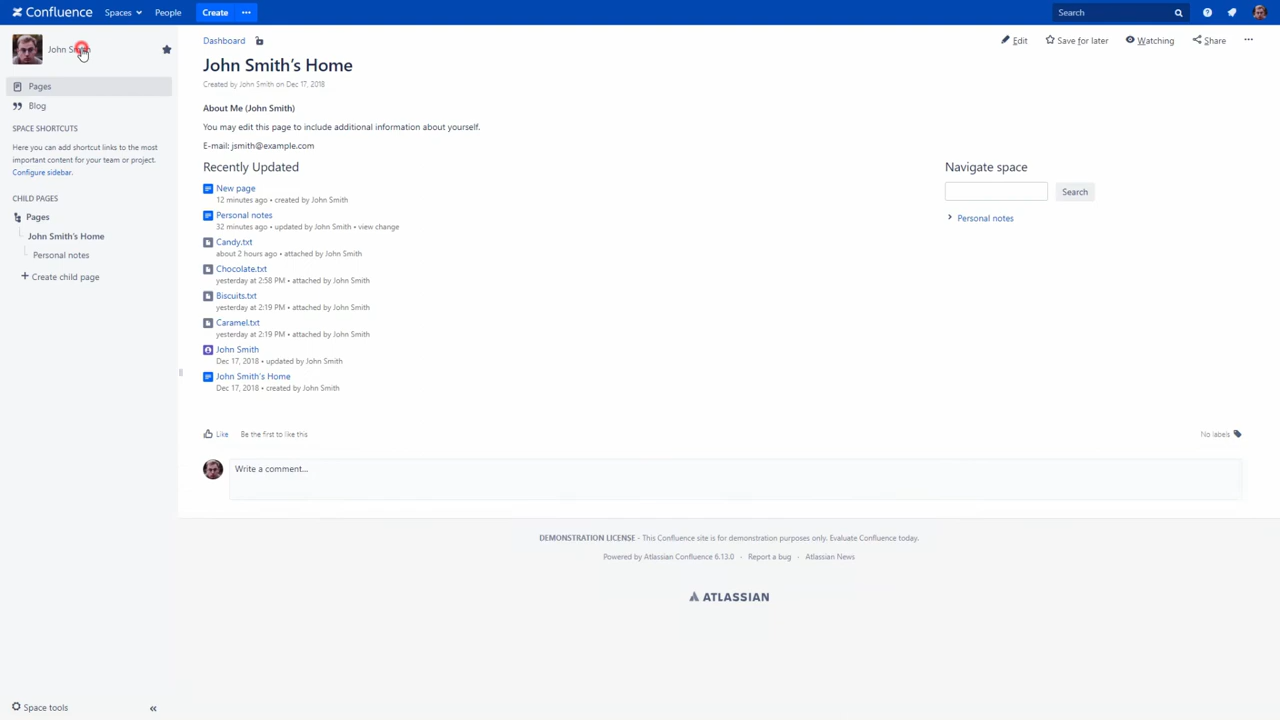 Confluence Spaces People Create Search
John Smith
Dashboard
Edit Save for later Watching Share
John Smith's Home
Created by John Smith on Dec 17, 2018
Pages
Blog
SPACE SHORTCUTS
Here you can add shortcut links to the most
important content for your team or project.
Configure sidebar.
CHILD PAGES
Pages
John Smith's Home
Personal notes
Create child page
About Me (John Smith)
You may edit this page to include additional information about yourself.
E-mail: jsmith@example.com
Recently Updated
New page
12 minutes ago • created by John Smith
Personal notes
32 minute ago • updated by John Smith • view change
Candy.txt
about 2 hours ago • attached by John Smith
Chocolate.txt
yesterday at 2:58 PM • attached by John Smith
Biscuits.txt
yesterday at 2:19 PM • attached by John Smith
Caramel.txt
yesterday at 2:19 PM • attached by John Smith
John Smith
Dec 17, 2018 • updated by John Smith
John Smith's Home
Dec 17, 2018 • created by John Smith
Navigate space
Search
Personal notes
Like Be the first to like this
No labels
Write a comment...
DEMONSTRATION LICENSE - This Confluence site is for demonstration purposes only. Evaluate Confluence today.
Powered by Atlassian Confluence 6.13.0 · Report a bug · Atlassian News
ATLASSIAN
Space tools